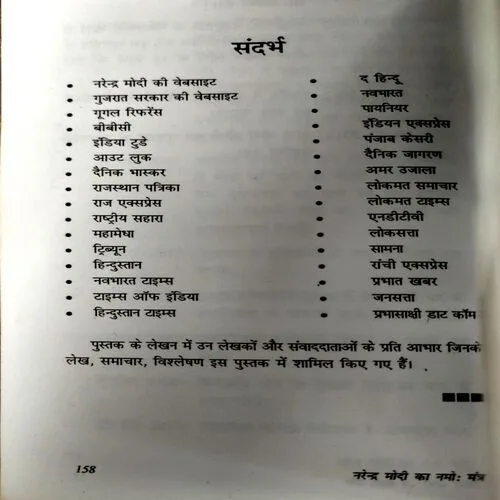 संदर्भ
• नरेन्द्र मोदी की वेबसाइट
• गुजरात सरकार की वेबसाइट
• गूगल रिफरेंस
• बीबीसी
• इंडिया टुडे
• आउट लुक
• दैनिक भास्कर
• राजस्थान पत्रिका
• राज एक्सप्रेस
• राष्ट्रीय सहारा
• महामेधा
• ट्रिब्यून
• हिन्दुस्तान
• नवभारत टाइम्स
• टाइम्स ऑफ इंडिया
• हिन्दुस्तान टाइम्स
• द हिन्दू
• नवभारत
• पायनियर
• इंडियन एक्सप्रेस
• पंजाब केसरी
• दैनिक जागरण
• अमर उजाला
• लोकमत समाचार
• लोकमत टाइम्स
• एनडीटीवी
• लोकसत्ता
• सामना
• रांची एक्सप्रेस
• प्रभात खबर
• जनसत्ता
• प्रभासाक्षी डाट कॉम
पुस्तक के लेखन में उन लेखकों और संवाददाताओं के प्रति आभार जिनके
लेख, समाचार, विश्लेषण इस पुस्तक में शामिल किए गए हैं।
158
नरेन्द्र मोदी का नमो: मंत्र